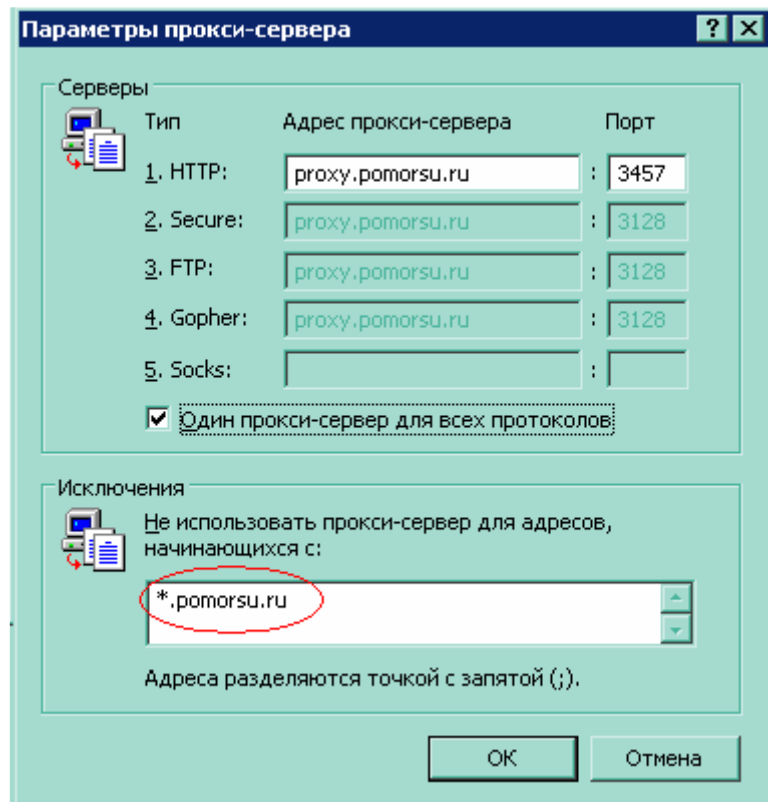 Параметры прокси-сервера
Серверы
Тип Адрес прокси-сервера Порт
1. HTTP: proxy.pomorsu.ru : 3457
2. Secure: proxy.pomorsu.ru : 3128
3. FTP: proxy.pomorsu.ru : 3128
4. Gopher: proxy.pomorsu.ru : 3128
5. Socks: :
Один прокси-сервер для всех протоколов
Исключения
Не использовать прокси-сервер для адресов,
начинающихся с:
*.pomorsu.ru
Адреса разделяются точкой с запятой (;).
ОК Отмена